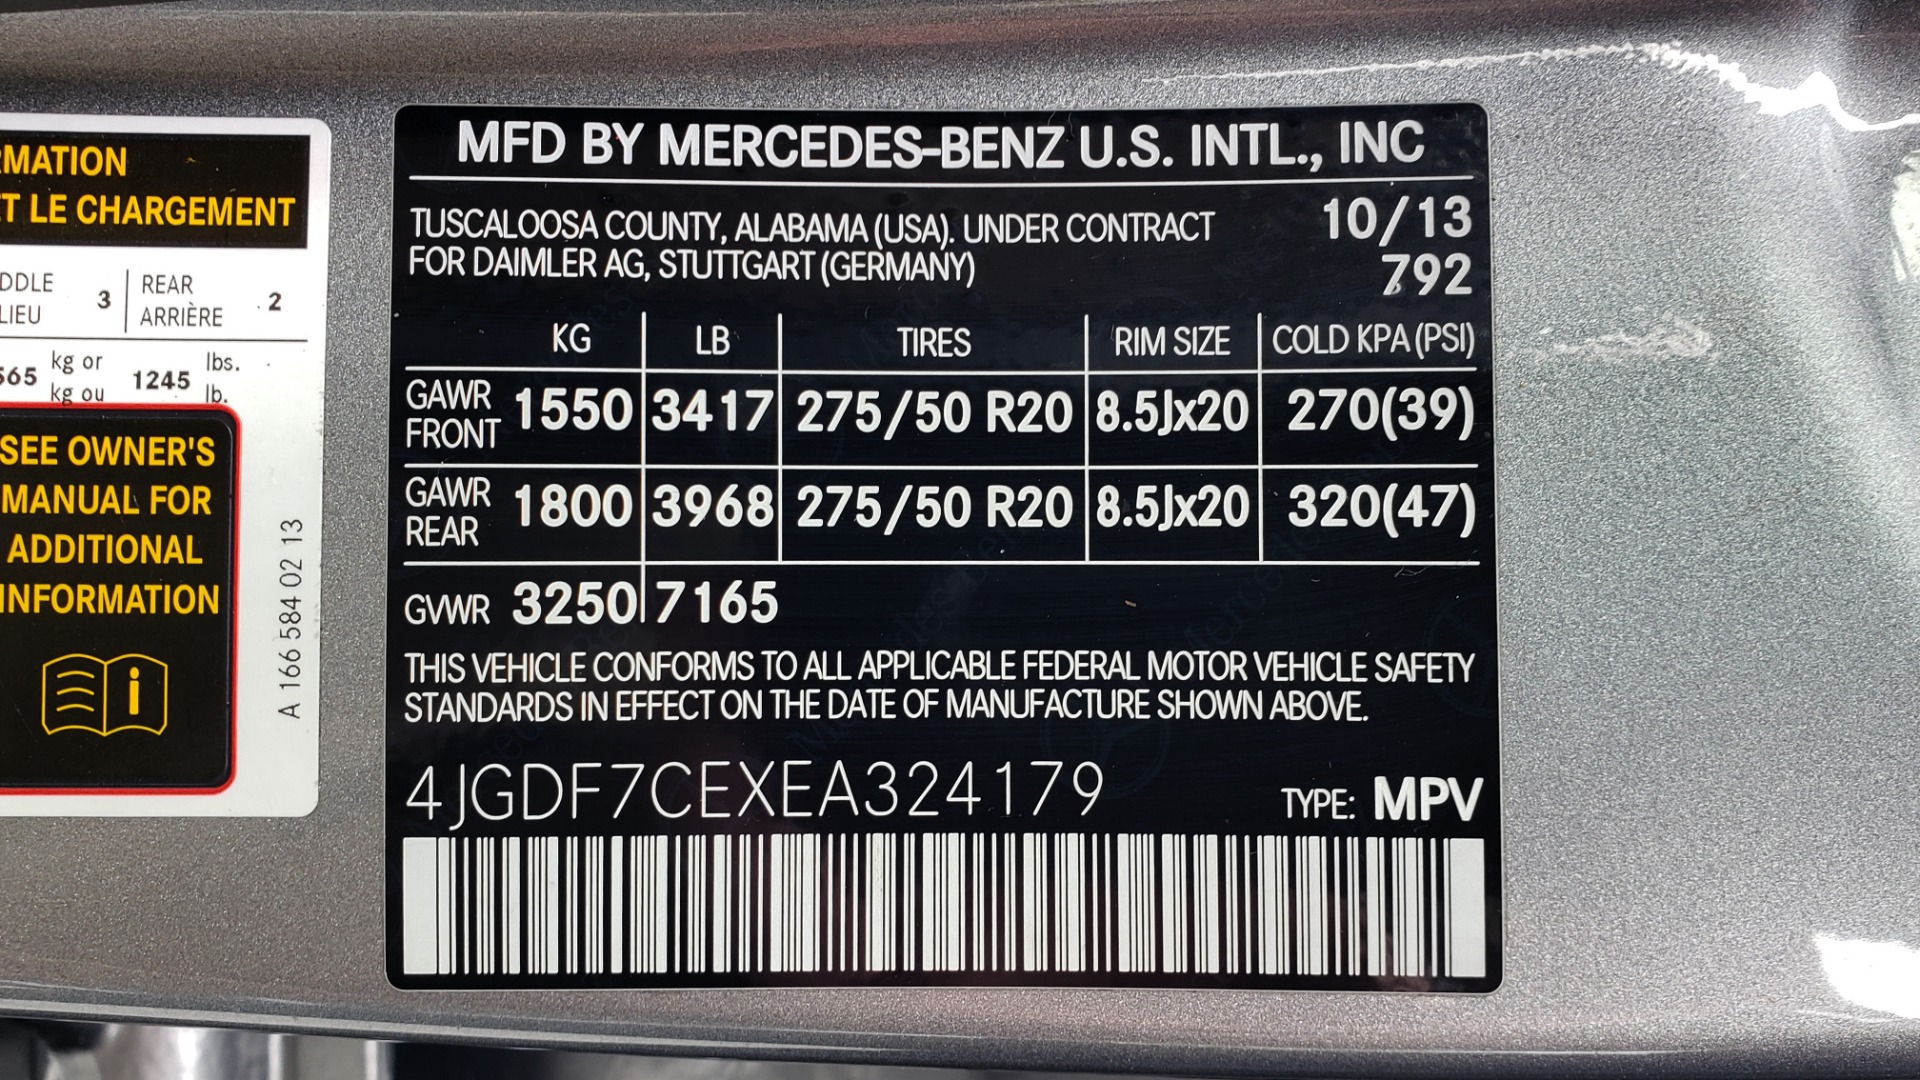 RMATION
ET LE CHARGEMENT
DDLE
LIEU
3
REAR
ARRIÈRE
2
565 kg or 1245 lbs.
kg ou lb.
SEE OWNER'S
MANUAL FOR
ADDITIONAL
INFORMATION
A 166 584 02 13
MFD BY MERCEDES-BENZ U.S. INTL., INC
TUSCALOOSA COUNTY, ALABAMA (USA). UNDER CONTRACT
FOR DAIMLER AG, STUTTGART (GERMANY)
10/13
792
KG LB TIRES RIM SIZE COLD KPA (PSI)
GAWR FRONT 1550 3417 275/50 R20 8.5Jx20 270(39)
GAWR REAR 1800 3968 275/50 R20 8.5Jx20 320(47)
GVWR 3250 7165
THIS VEHICLE CONFORMS TO ALL APPLICABLE FEDERAL MOTOR VEHICLE SAFETY
STANDARDS IN EFFECT ON THE DATE OF MANUFACTURE SHOWN ABOVE.
4JGDF7CEXEA324179 TYPE: MPV